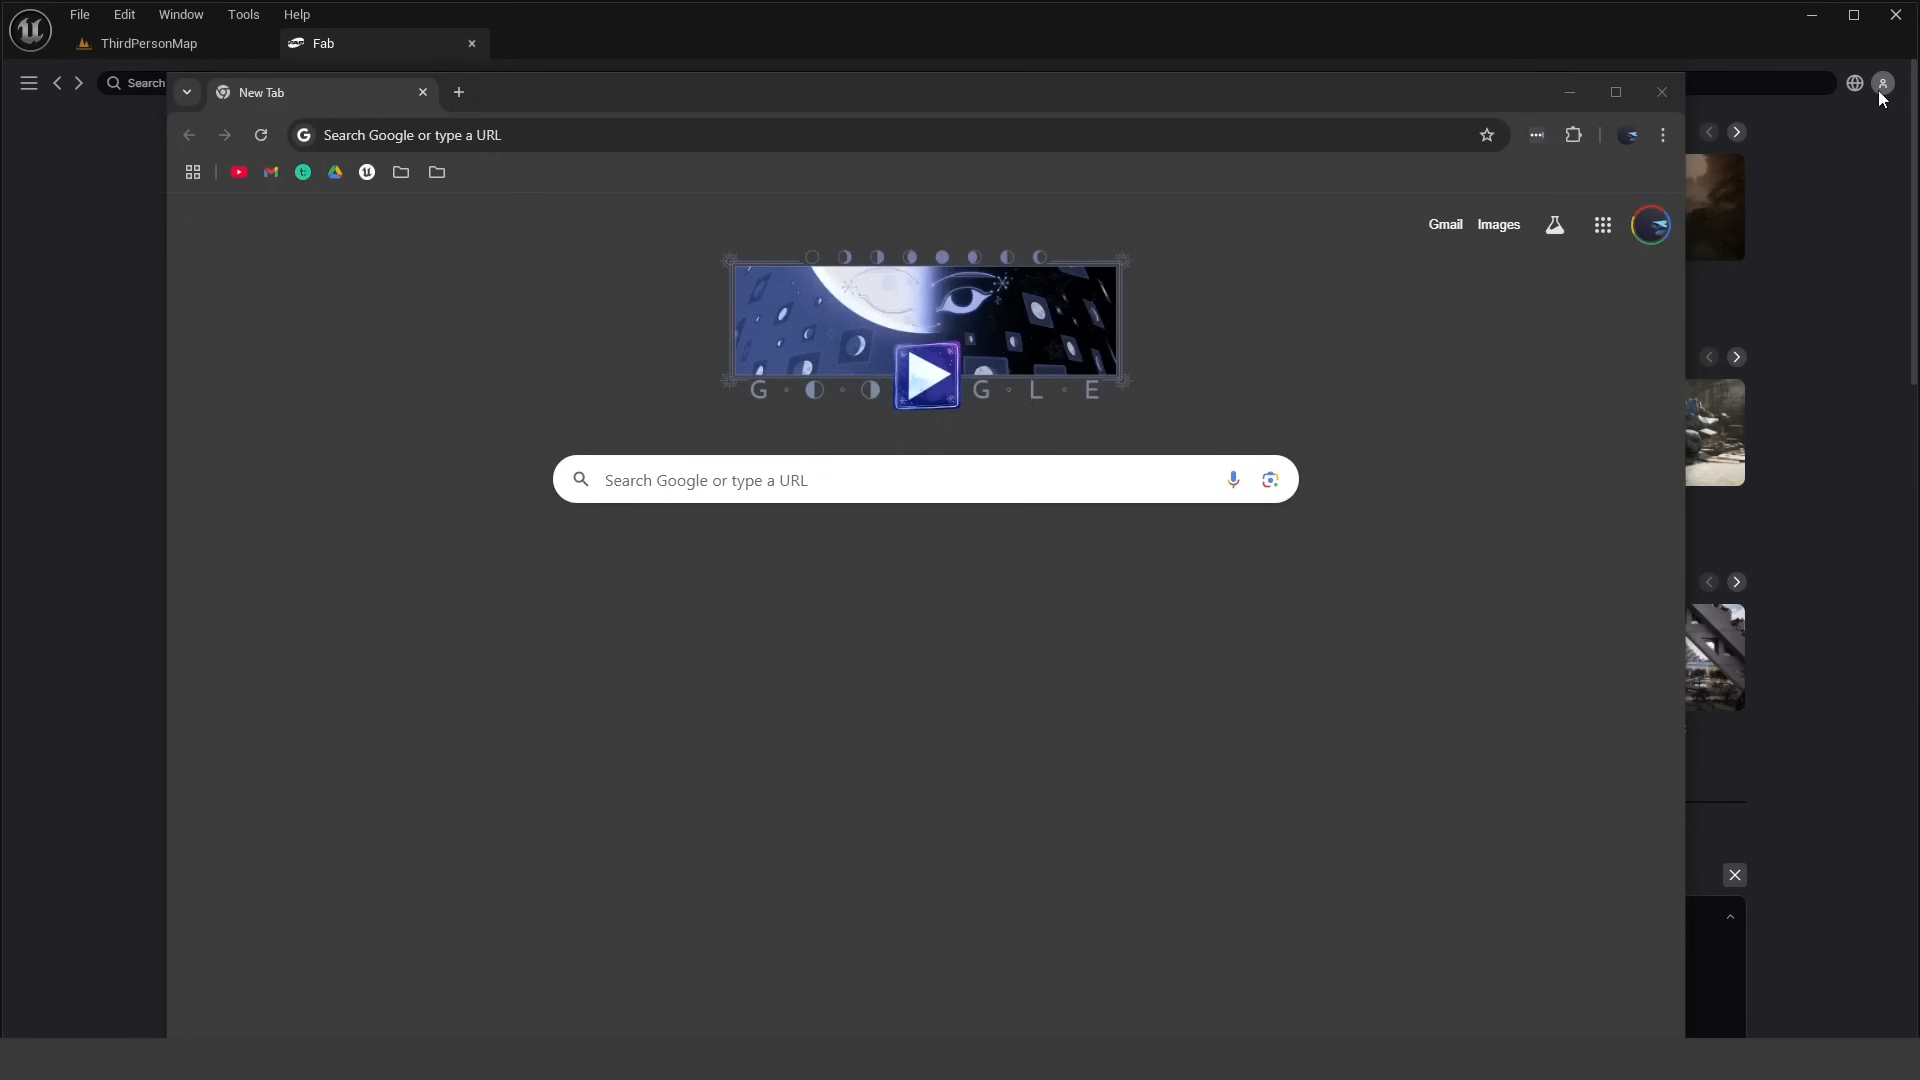 File Edit Window Tools Help
ThirdPersonMap Fab
Search
New Tab
Search Google or type a URL
Gmail Images
G L E
Search Google or type a URL